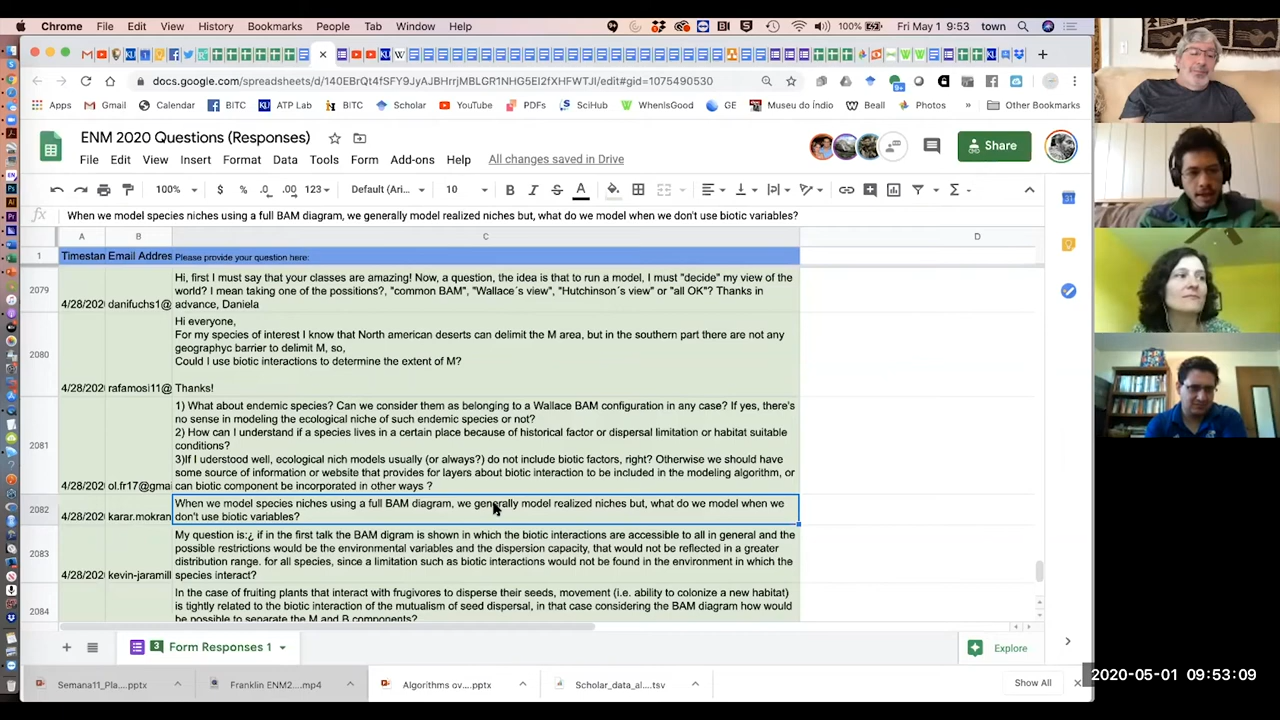 Chrome File Edit View History Bookmarks People Tab Window Help 100% Fri May 1 9:53 town
docs.google.com/spreadsheets/d/140EBrQt4fSFY9JyAJBHrrjMBLGR1NHG5EI2fXHFWTJI/edit#gid=1075490530
Apps Gmail Calendar BITC ATP Lab BITC Scholar YouTube PDFs SciHub WhenIsGood GE Museu do Índio Beall Photos » Other Bookmarks
ENM 2020 Questions (Responses)
Share
File Edit View Insert Format Data Tools Form Add-ons Help All changes saved in Drive
100% $ % .0 .00 123 Default (Ari... 10 B I S A
fx When we model species niches using a full BAM diagram, we generally model realized niches but, what do we model when we don't use biotic variables?
A B C D
1 Timestan Email Addres Please provide your question here:
Hi, first I must say that your classes are amazing! Now, a question, the idea is that to run a model, I must "decide" my view of the
2079 world? I mean taking one of the possitions?, "common BAM", "Wallace´s view", "Hutchinson´s view" or "all OK"? Thanks in
4/28/202 danifuchs1@ advance, Daniela
Hi everyone,
For my species of interest I know that North american deserts can delimit the M area, but in the southern part there are not any
2080 geographyc barrier to delimit M, so,
Could I use biotic interactions to determine the extent of M?
4/28/202 rafamosi11@ Thanks!
1) What about endemic species? Can we consider them as belonging to a Wallace BAM configuration in any case? If yes, there's
no sense in modeling the ecological niche of such endemic species or not?
2) How can I understand if a species lives in a certain place because of historical factor or dispersal limitation or habitat suitable
2081 conditions?
3)If I uderstood well, ecological nich models usually (or always?) do not include biotic factors, right? Otherwise we should have
some source of information or website that provides for layers about biotic interaction to be included in the modeling algorithm, or
4/28/202 ol.fr17@gma can biotic component be incorporated in other ways ?
2082 When we model species niches using a full BAM diagram, we generally model realized niches but, what do we model when we
4/28/202 karar.mokran don't use biotic variables?
My question is:¿ if in the first talk the BAM digram is shown in which the biotic interactions are accessible to all in general and the
2083 possible restrictions would be the environmental variables and the dispersion capacity, that would not be reflected in a greater
distribution range. for all species, since a limitation such as biotic interactions would not be found in the environment in which the
4/28/202 kevin-jaramill species interact?
In the case of fruiting plants that interact with frugivores to disperse their seeds, movement (i.e. ability to colonize a new habitat)
2084 is tightly related to the biotic interaction of the mutualism of seed dispersal, in that case considering the BAM diagram how would
be possible to separate the M and B components?
3 Form Responses 1 Explore
Semana11_Pla....pptx Franklin ENM2....mp4 Algorithms ov....pptx Scholar_data_al....tsv Show All
2020-05-01 09:53:09